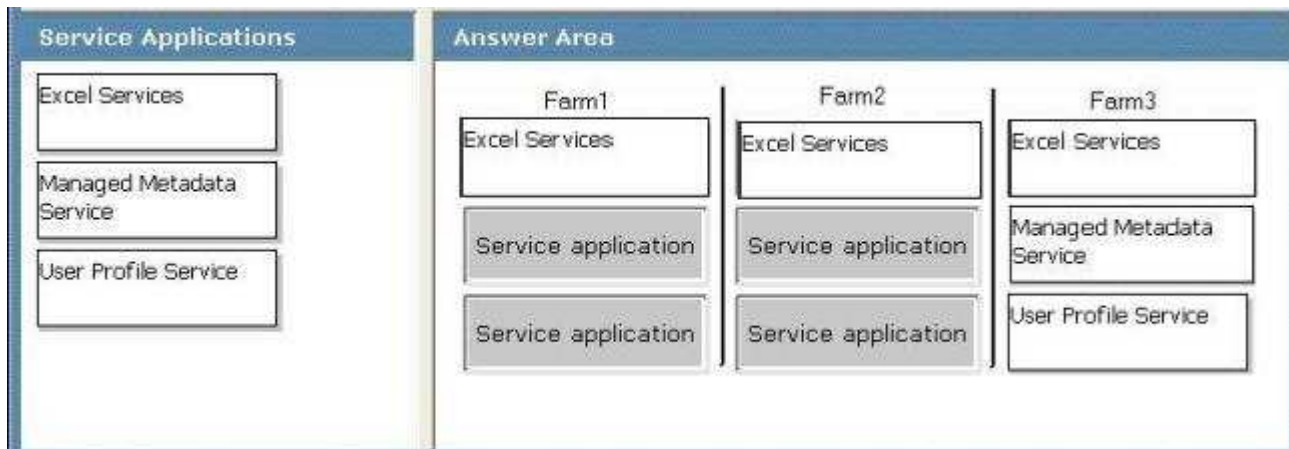 Service Applications
Excel Services
Managed Metadata
Service
User Profile Service
Answer Area
Farm1
Excel Services
Service application
Service application
Farm2
Excel Services
Service application
Service application
Farm3
Excel Services
Managed Metadata
Service
User Profile Service